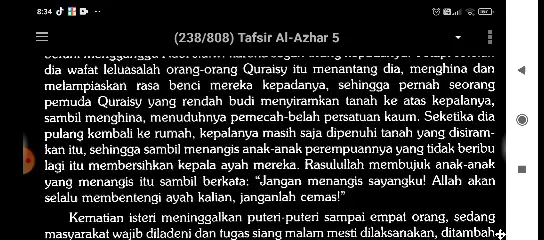 8:34
(238/808) Tafsir Al-Azhar 5
dia wafat leluasalah orang-orang Quraisy itu menantang dia, menghina dan
melampiaskan rasa benci mereka kepadanya, sehingga pernah seorang
pemuda Quraisy yang rendah budi menyiramkan tanah ke atas kepalanya,
sambil menghina, menuduhnya pemecah-belah persatuan kaum. Seketika dia
pulang kembali ke rumah, kepalanya masih saja dipenuhi tanah yang disiram-
kan itu, sehingga sambil menangis anak-anak perempuannya yang tidak beribu
lagi itu membersihkan kepala ayah mereka. Rasulullah membujuk anak-anak
yang menangis itu sambil berkata: “Jangan menangis sayangku! Allah akan
selalu membentengi ayah kalian, janganlah cemas!”
Kematian isteri meninggalkan puteri-puteri sampai empat orang, sedang
masyarakat wajib diladeni dan tugas siang malam mesti dilaksanakan, ditambah